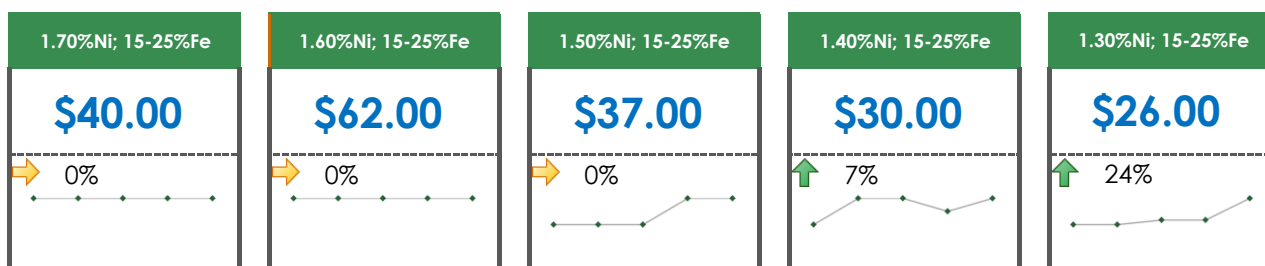 1.70%Ni; 15-25%Fe
$40.00
0%
1.60%Ni; 15-25%Fe
$62.00
0%
1.50%Ni; 15-25%Fe
$37.00
0%
1.40%Ni; 15-25%Fe
$30.00
7%
1.30%Ni; 15-25%Fe
$26.00
24%